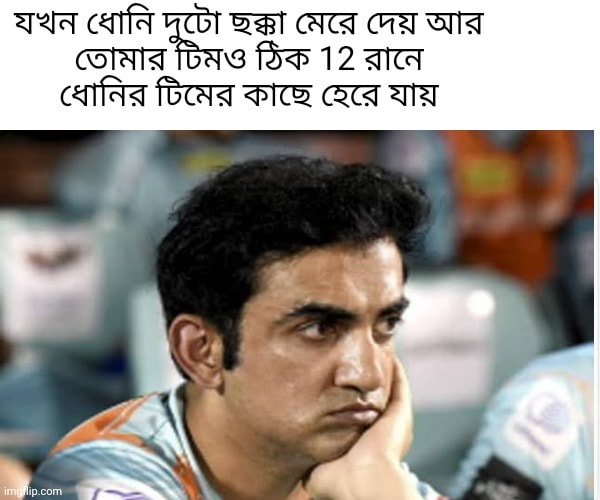 যখন ধোনি দুটো ছক্কা মেরে দেয় আর
তোমার টিমও ঠিক 12 রানে
ধোনির টিমের কাছে হেরে যায়
imgflip.com